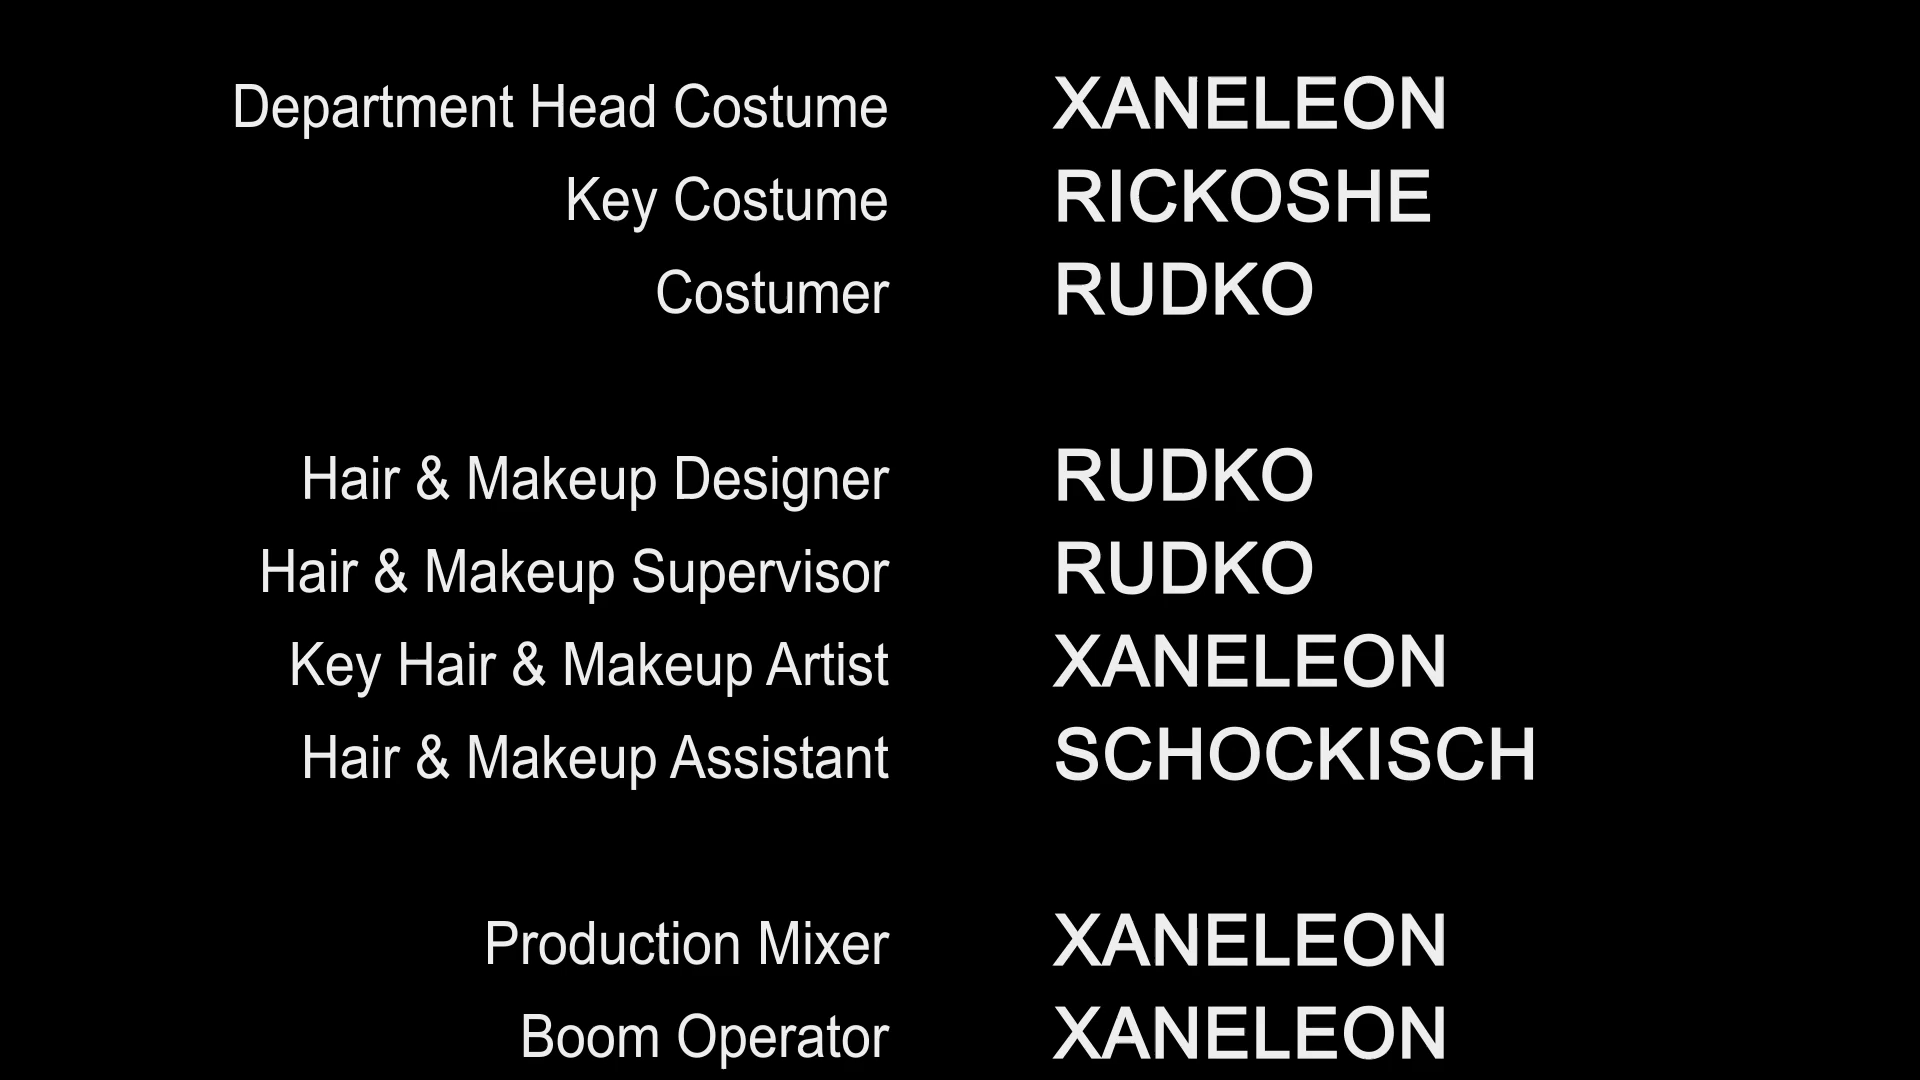 Department Head Costume XANELEON
Key Costume RICKOSHE
Costumer RUDKO
Hair & Makeup Designer RUDKO
Hair & Makeup Supervisor RUDKO
Key Hair & Makeup Artist XANELEON
Hair & Makeup Assistant SCHOCKISCH
Production Mixer XANELEON
Boom Operator XANELEON